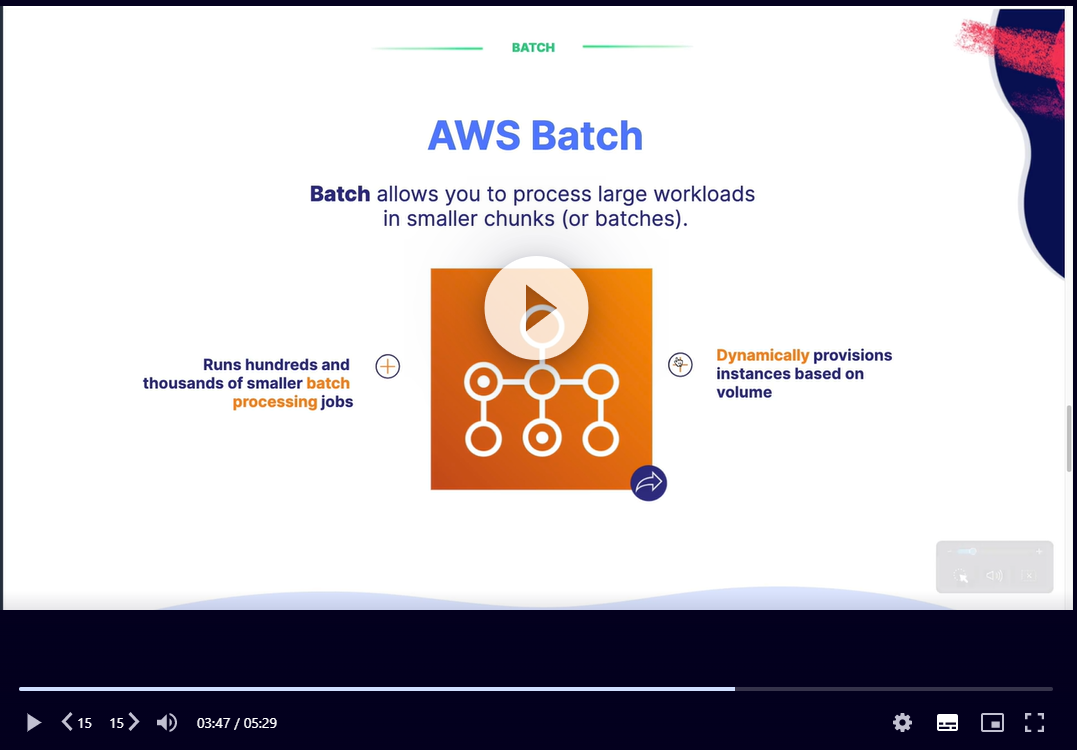 BATCH
AWS Batch
Batch allows you to process large workloads
in smaller chunks (or batches).
Runs hundreds and
thousands of smaller batch
processing jobs
Dynamically provisions
instances based on
volume
15 15 03:47 / 05:29